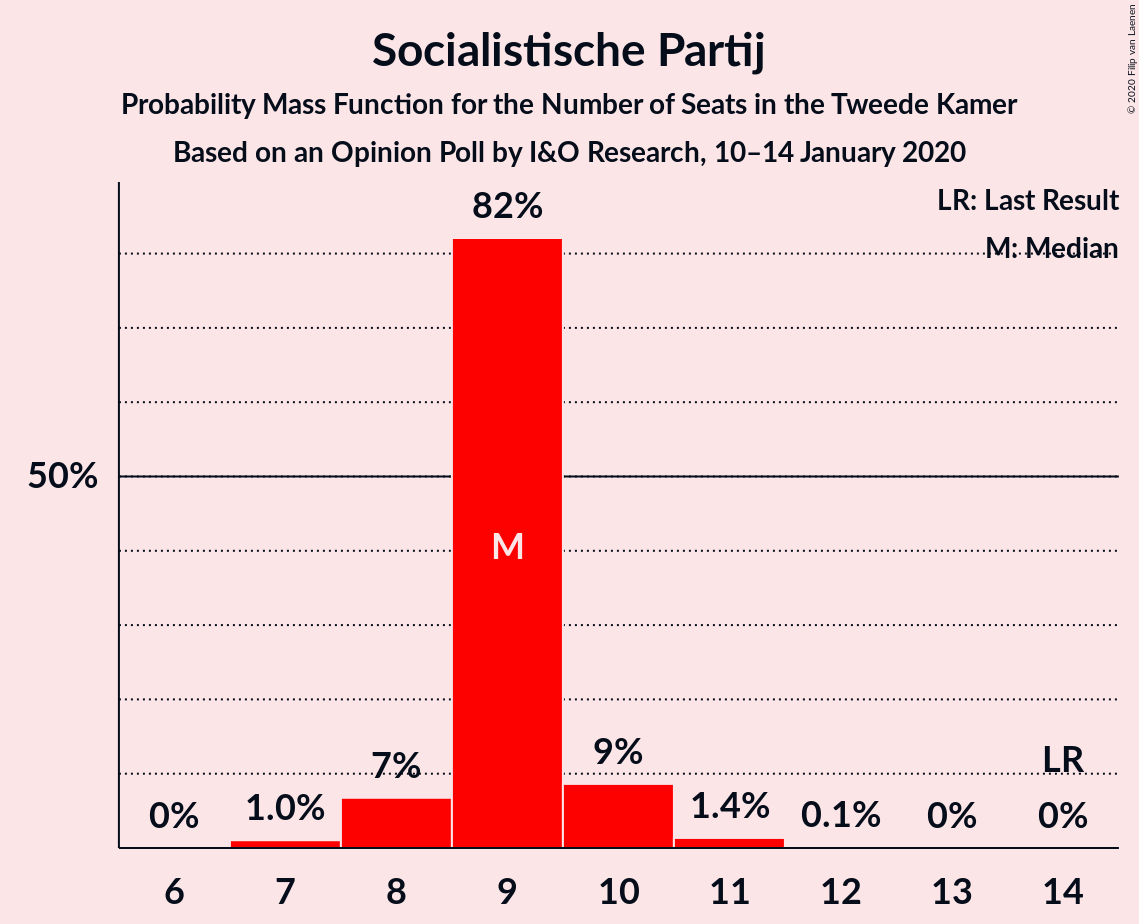 Socialistische Partij
Probability Mass Function for the Number of Seats in the Tweede Kamer
Based on an Opinion Poll by I&O Research, 10–14 January 2020
© 2020 Filip van Laenen
LR: Last Result
M: Median
82%
50%
M
7%
9%
LR
0%
1.0%
1.4%
0.1%
0%
0%
6 7 8 9 10 11 12 13 14